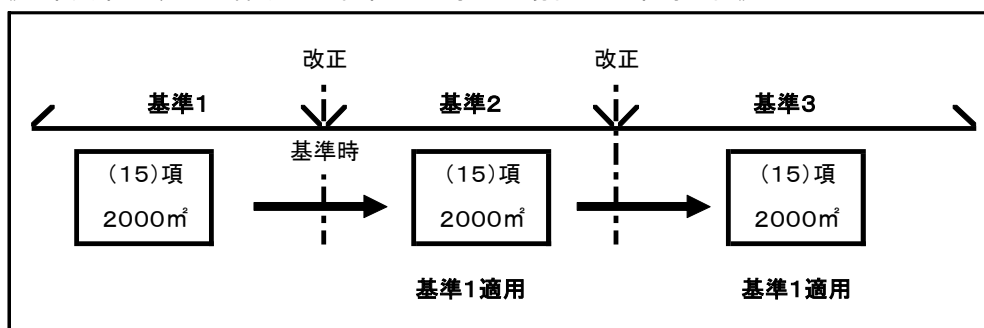 改正 改正
基準1 基準2 基準3
基準時
(15)項 (15)項 (15)項
2000㎡ 2000㎡ 2000㎡
基準1適用 基準1適用